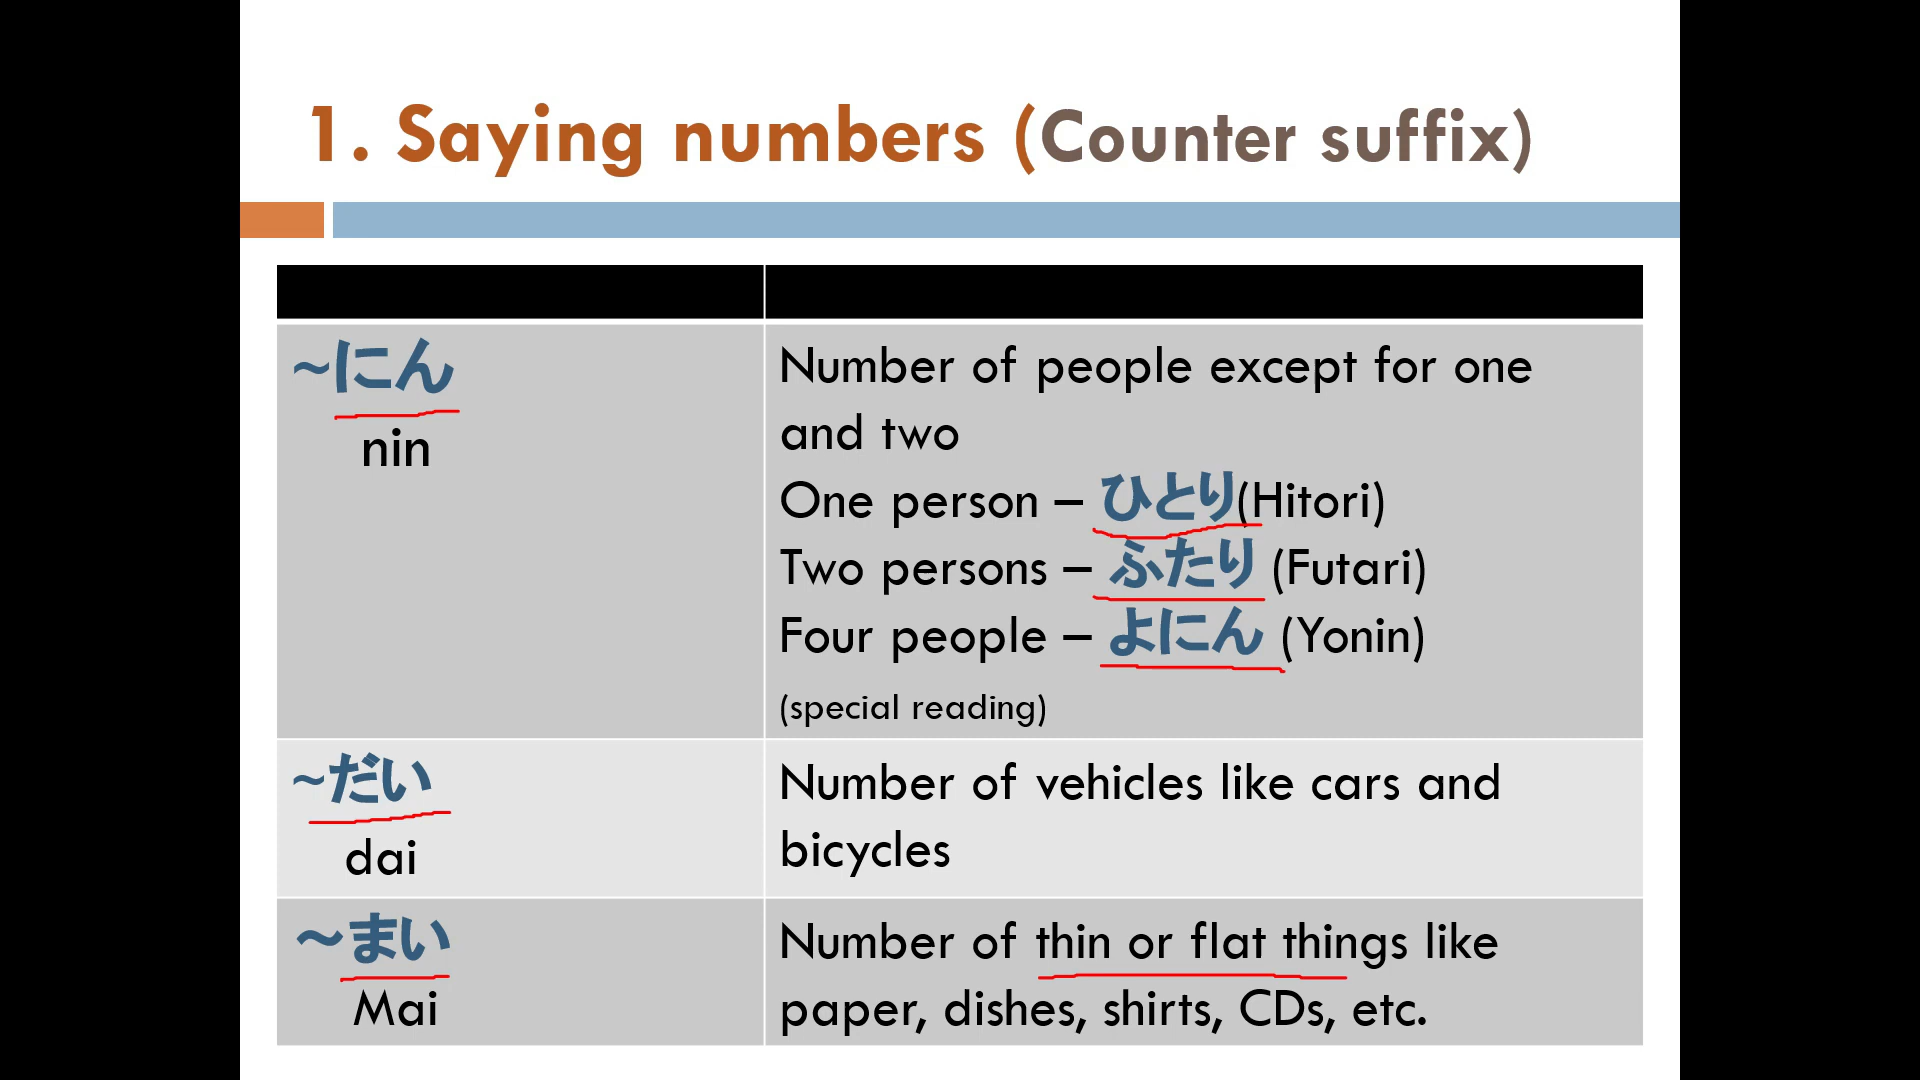 1. Saying numbers (Counter suffix)
~にん
nin
Number of people except for one
and two
One person – ひとり(Hitori)
Two persons – ふたり (Futari)
Four people – よにん (Yonin)
(special reading)
~だい
dai
Number of vehicles like cars and
bicycles
～まい
Mai
Number of thin or flat things like
paper, dishes, shirts, CDs, etc.